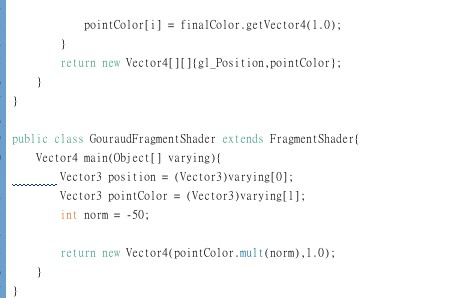 pointColor[i] = finalColor.getVector4(1.0);
}
return new Vector4[][]{gl_Position,pointColor};
}
}
public class GouraudFragmentShader extends FragmentShader{
Vector4 main(Object[] varying){
Vector3 position = (Vector3)varying[0];
Vector3 pointColor = (Vector3)varying[1];
int norm = -50;
return new Vector4(pointColor.mult(norm),1.0);
}
}